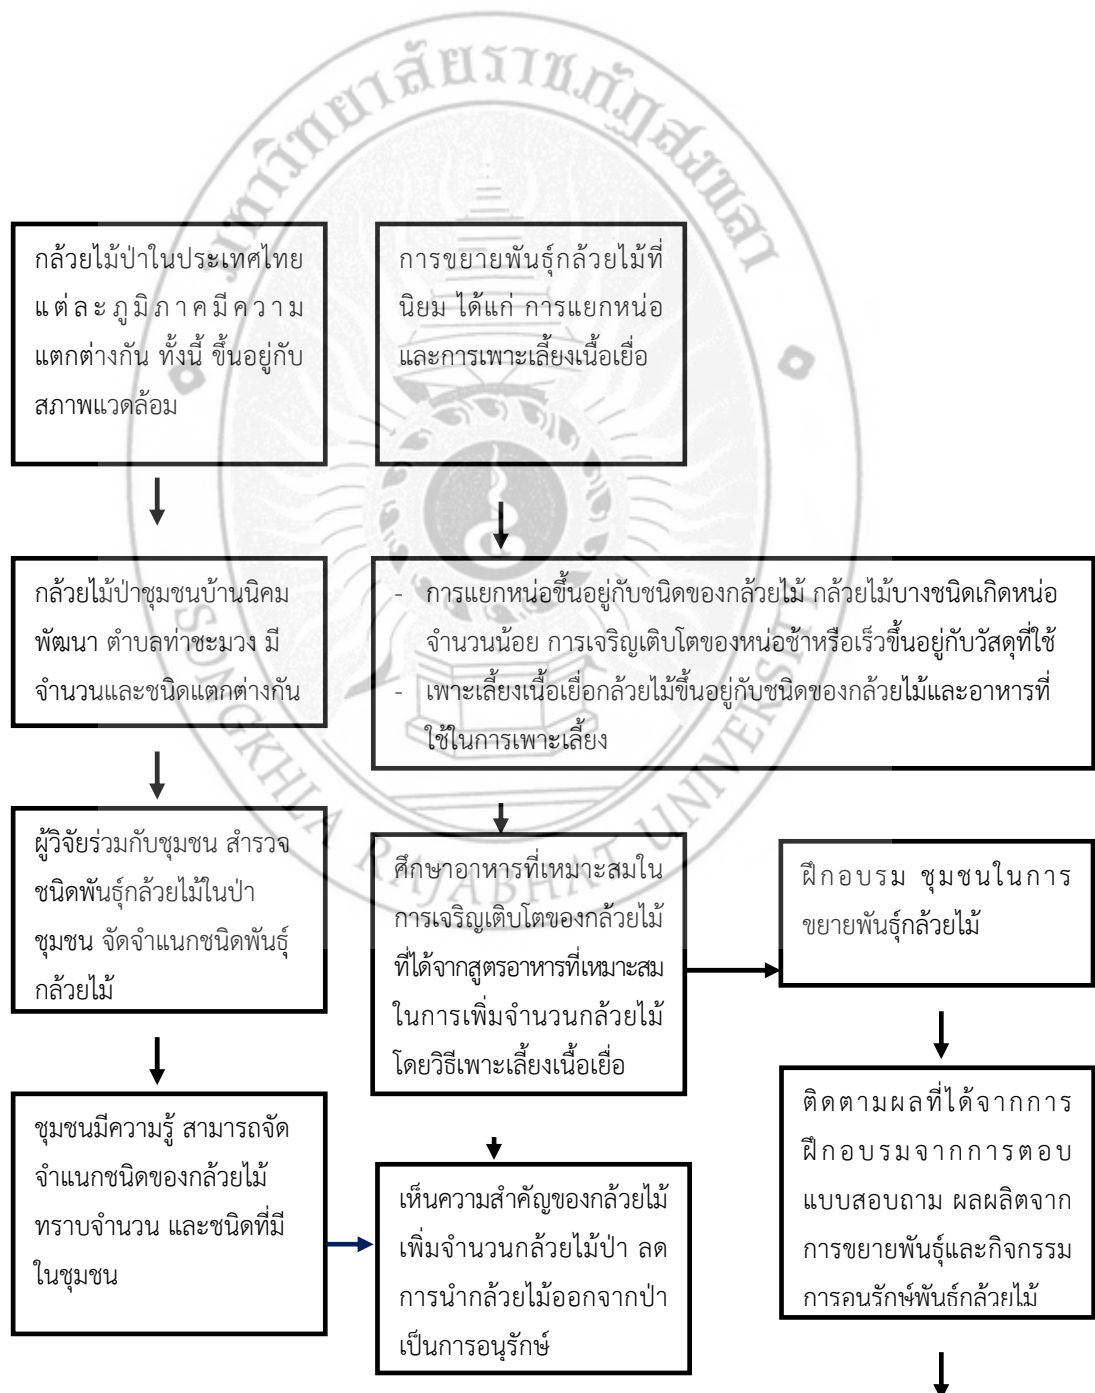 มหาวิทยาลัยราชภัฏสงขลา
กล้วยไม้ป่าในประเทศไทย
แต่ละภูมิภาคมีความ
แตกต่างกัน ทั้งนี้ ขึ้นอยู่กับ
สภาพแวดล้อม
การขยายพันธุ์กล้วยไม้ที่
นิยม ได้แก่ การแยกหน่อ
และการเพาะเลี้ยงเนื้อเยื่อ
กล้วยไม้ป่าชุมชนบ้านนิคม
พัฒนา ตำบลท่าชะมวง มี
จำนวนและชนิดแตกต่างกัน
- การแยกหน่อขึ้นอยู่กับชนิดของกล้วยไม้ กล้วยไม้บางชนิดเกิดหน่อ
จำนวนน้อย การเจริญเติบโตของหน่อช้าหรือเร็วขึ้นอยู่กับวัสดุที่ใช้
- เพาะเลี้ยงเนื้อเยื่อกล้วยไม้ขึ้นอยู่กับชนิดของกล้วยไม้และอาหารที่
ใช้ในการเพาะเลี้ยง
ผู้วิจัยร่วมกับชุมชน สำรวจ
ชนิดพันธุ์กล้วยไม้ในป่า
ชุมชน จัดจำแนกชนิดพันธุ์
กล้วยไม้
ศึกษาอาหารที่เหมาะสมใน
การเจริญเติบโตของกล้วยไม้
ที่ได้จากสูตรอาหารที่เหมาะสม
ในการเพิ่มจำนวนกล้วยไม้
โดยวิธีเพาะเลี้ยงเนื้อเยื่อ
ฝึกอบรม ชุมชนในการ
ขยายพันธุ์กล้วยไม้
ชุมชนมีความรู้ สามารถจัด
จำแนกชนิดของกล้วยไม้
ทราบจำนวน และชนิดที่มี
ในชุมชน
เห็นความสำคัญของกล้วยไม้
เพิ่มจำนวนกล้วยไม้ป่า ลด
การนำกล้วยไม้ออกจากป่า
เป็นการอนุรักษ์
ติดตามผลที่ได้จากการ
ฝึกอบรมจากการตอบ
แบบสอบถาม ผลผลิตจาก
การขยายพันธุ์และกิจกรรม
การอนุรักษ์พันธุ์กล้วยไม้
SONGKHLA RAJABHAT UNIVERSITY